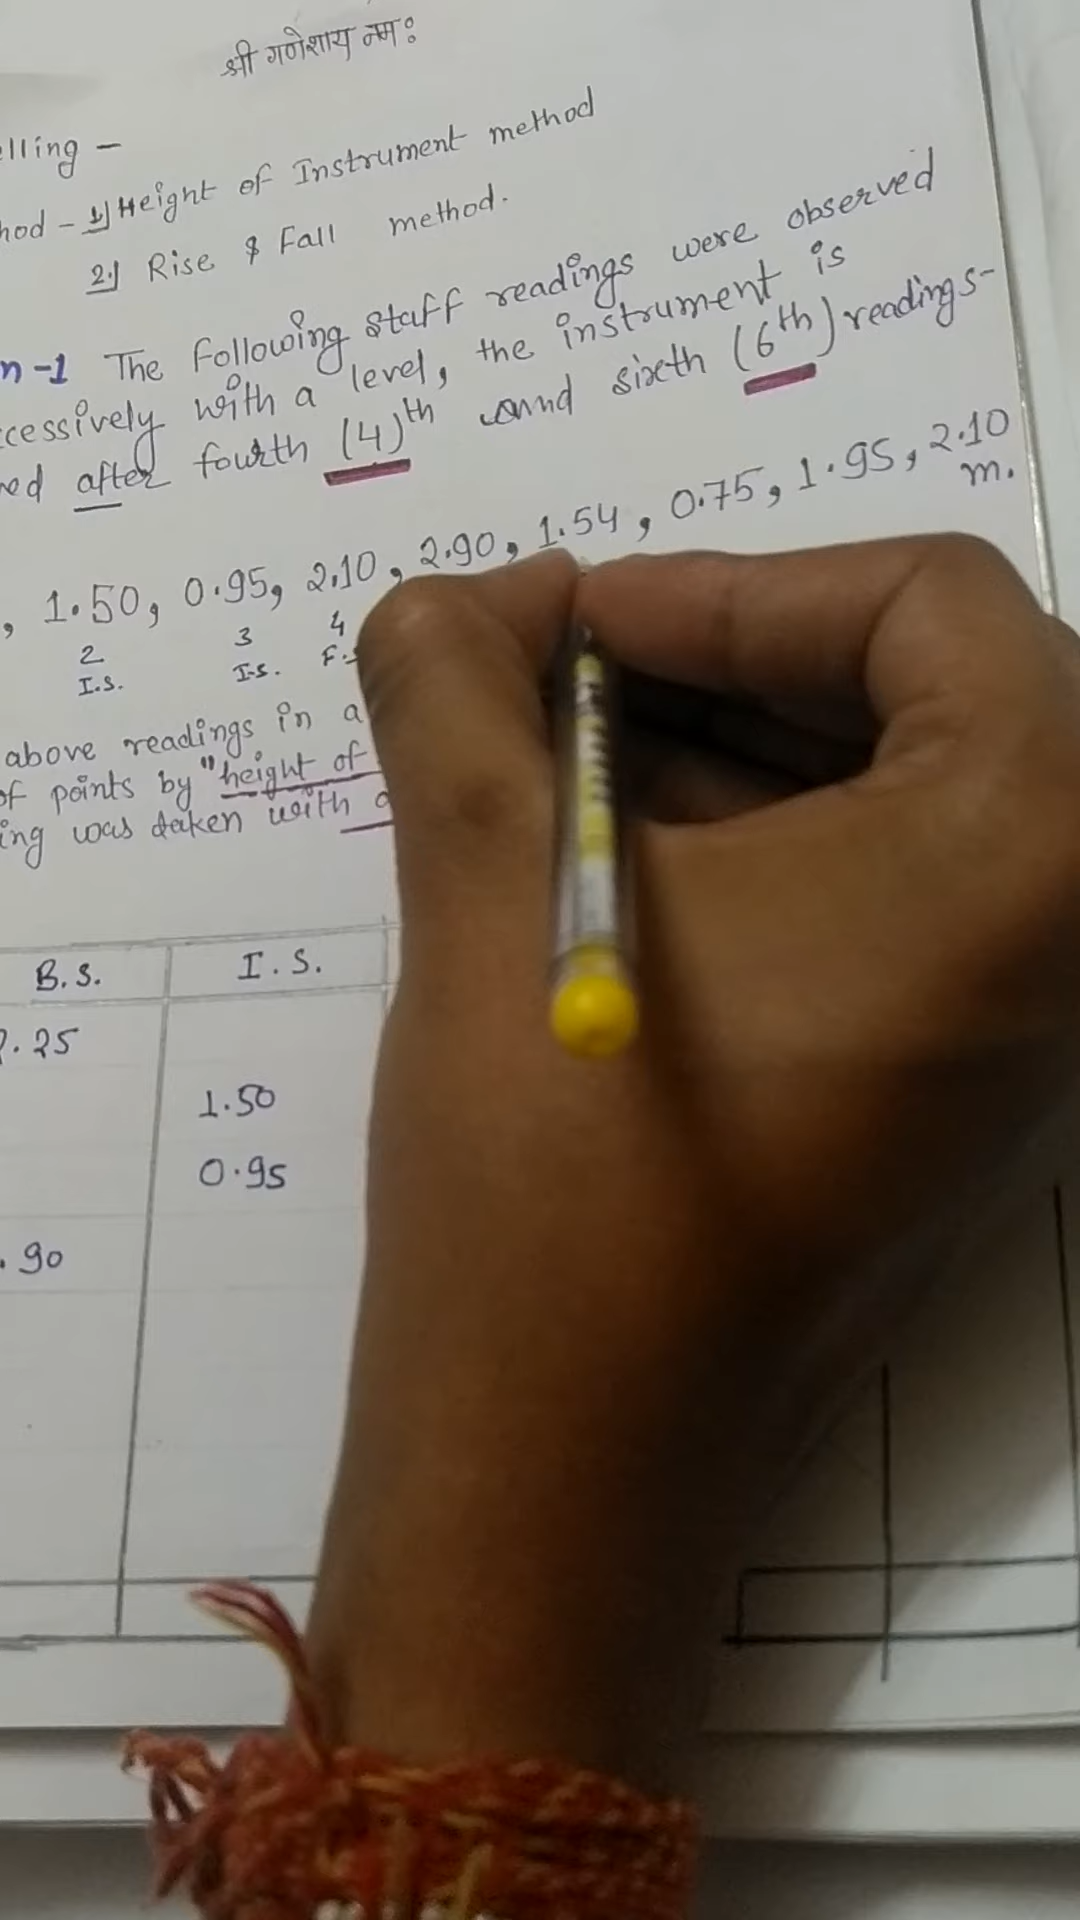 श्री गणेशाय नमः
elling -
hod - 1) Height of Instrument method
2.) Rise & Fall method.
n-1 The following staff readings were observed
ccessively with a level, the instrument is
ed after fourth (4)th and sixth (6th) readings-
, 1.50, 0.95, 2.10, 2.90, 1.54, 0.75, 1.95, 2.10 m.
2 3 4
I.S. I.S. F.S
above readings in a
of points by "height of
ing was taken with
B.S. I.S.
2.25
1.50
0.95
.90